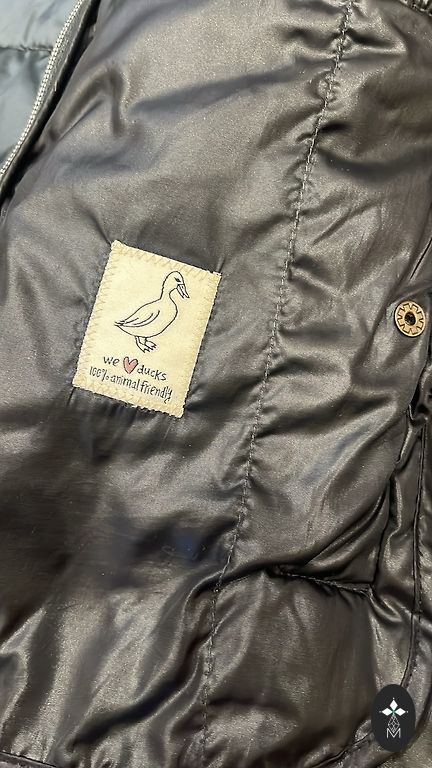 we ❤ ducks
100% animal friendly
M